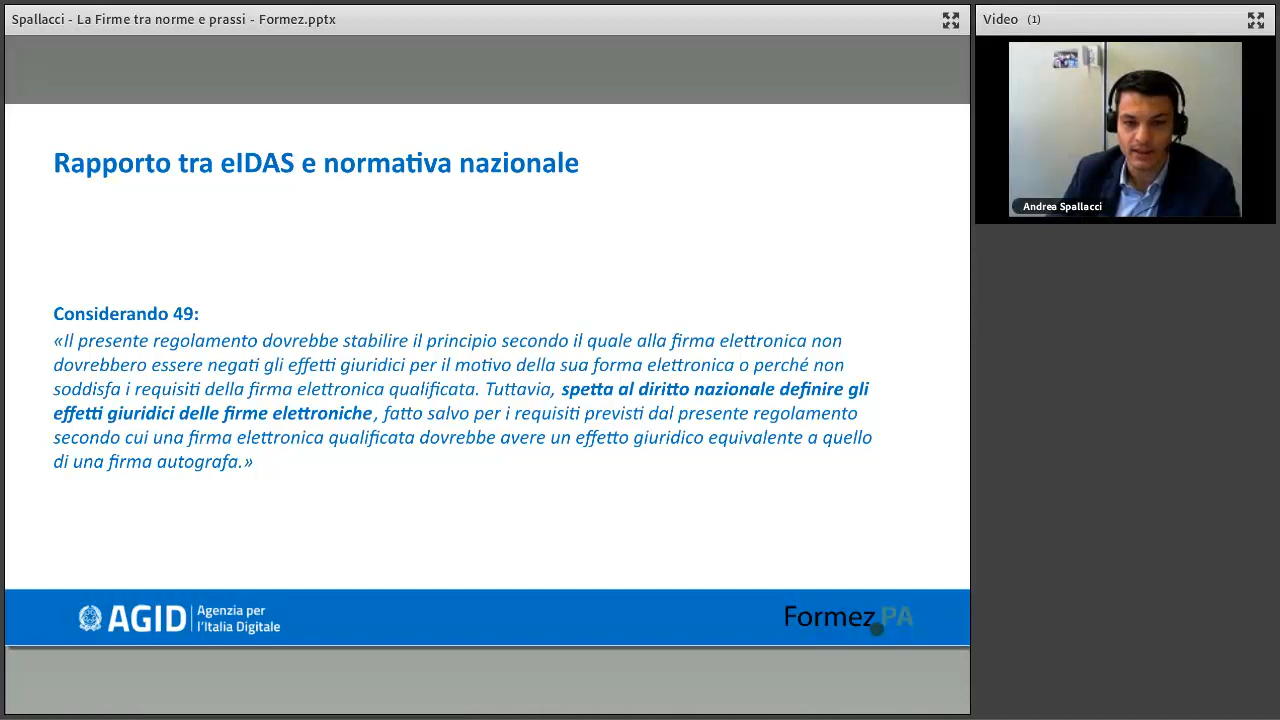 Spallacci - La Firme tra norme e prassi - Formez.pptx
Video (1)
Andrea Spallacci
Rapporto tra eIDAS e normativa nazionale
Considerando 49:
«Il presente regolamento dovrebbe stabilire il principio secondo il quale alla firma elettronica non
dovrebbero essere negati gli effetti giuridici per il motivo della sua forma elettronica o perché non
soddisfa i requisiti della firma elettronica qualificata. Tuttavia, spetta al diritto nazionale definire gli
effetti giuridici delle firme elettroniche, fatto salvo per i requisiti previsti dal presente regolamento
secondo cui una firma elettronica qualificata dovrebbe avere un effetto giuridico equivalente a quello
di una firma autografa.»
AGID
Agenzia per
l'Italia Digitale
Formez PA